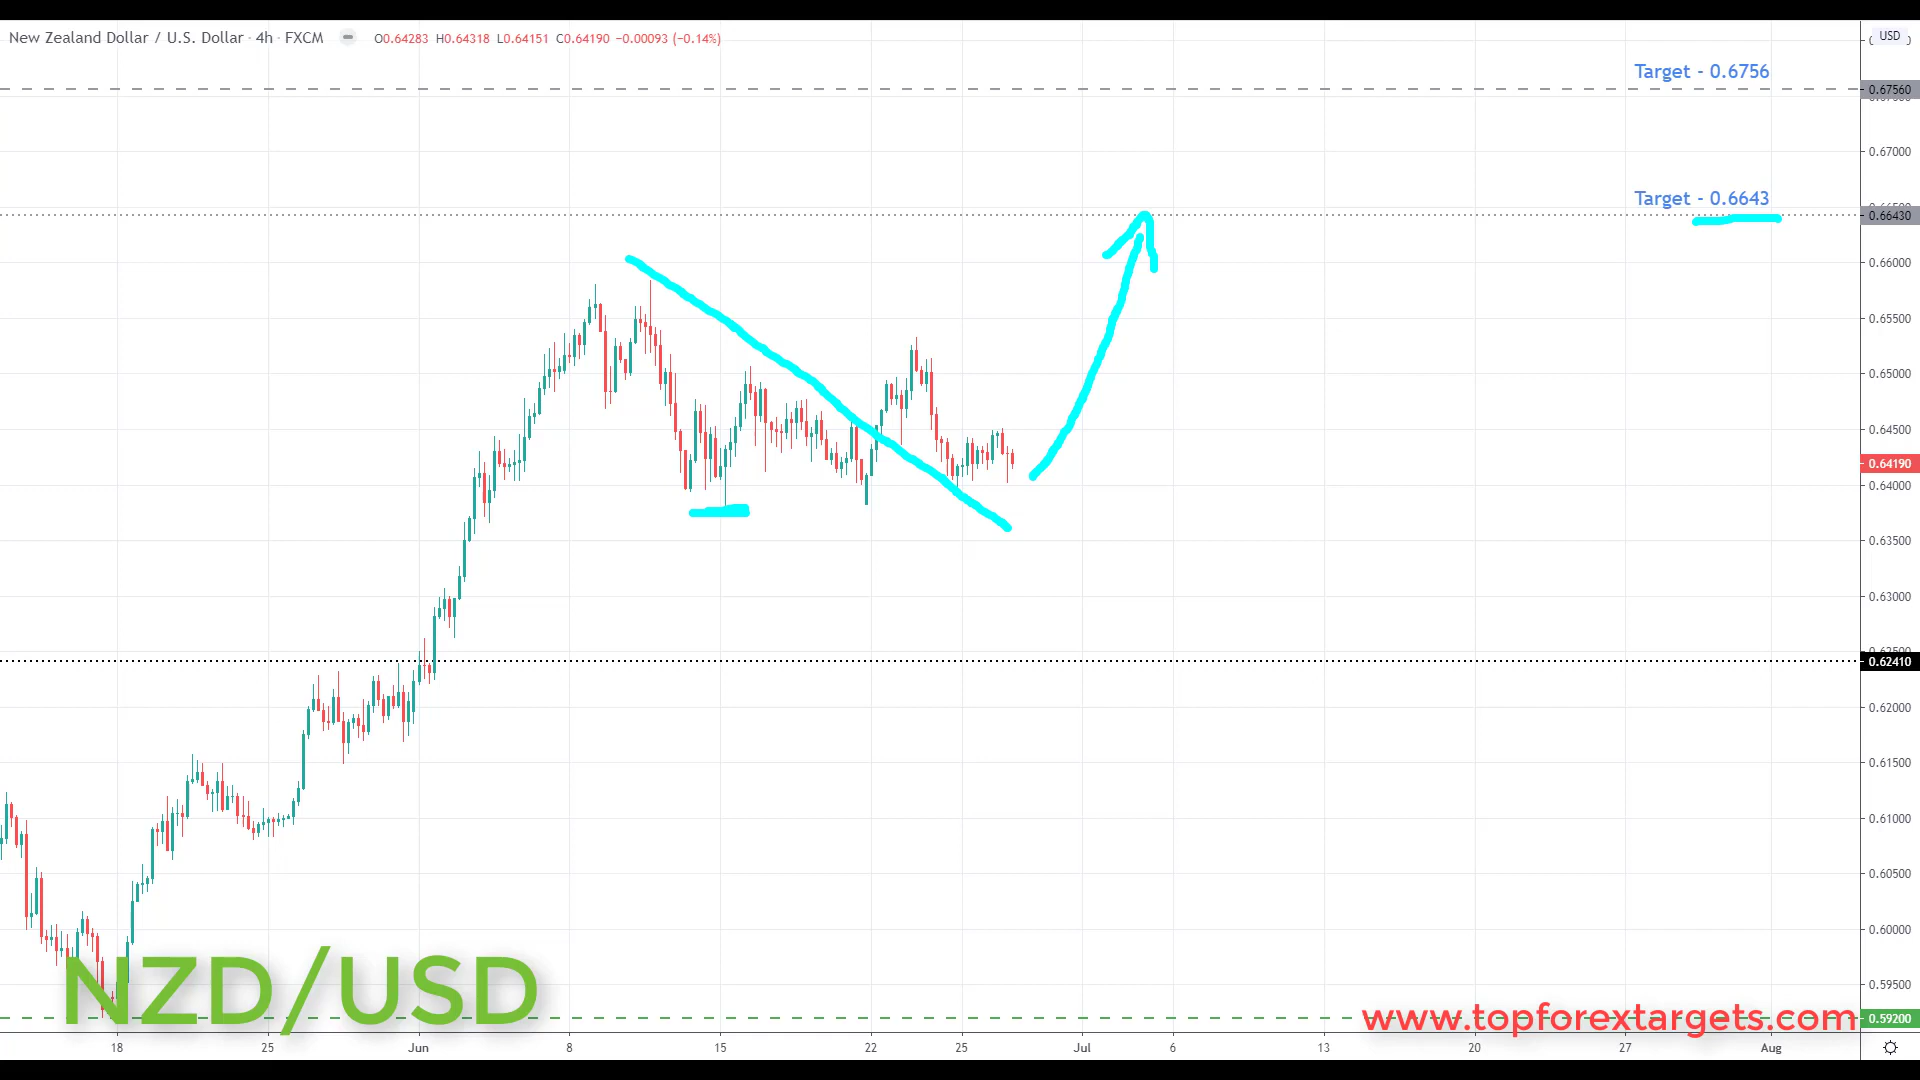 New Zealand Dollar / U.S. Dollar · 4h · FXCM O0.64283 H0.64318 L0.64151 C0.64190 −0.00093 (−0.14%)
USD
Target - 0.6756
0.67560
0.67000
Target - 0.6643
0.66430
0.66000
0.65500
0.65000
0.64500
0.64190
0.64000
0.63500
0.63000
0.62410
0.62000
0.61500
0.61000
0.60500
0.60000
0.59500
NZD/USD
www.topforextargets.com
0.59200
18 25 Jun 8 15 22 25 Jul 6 13 20 27 Aug